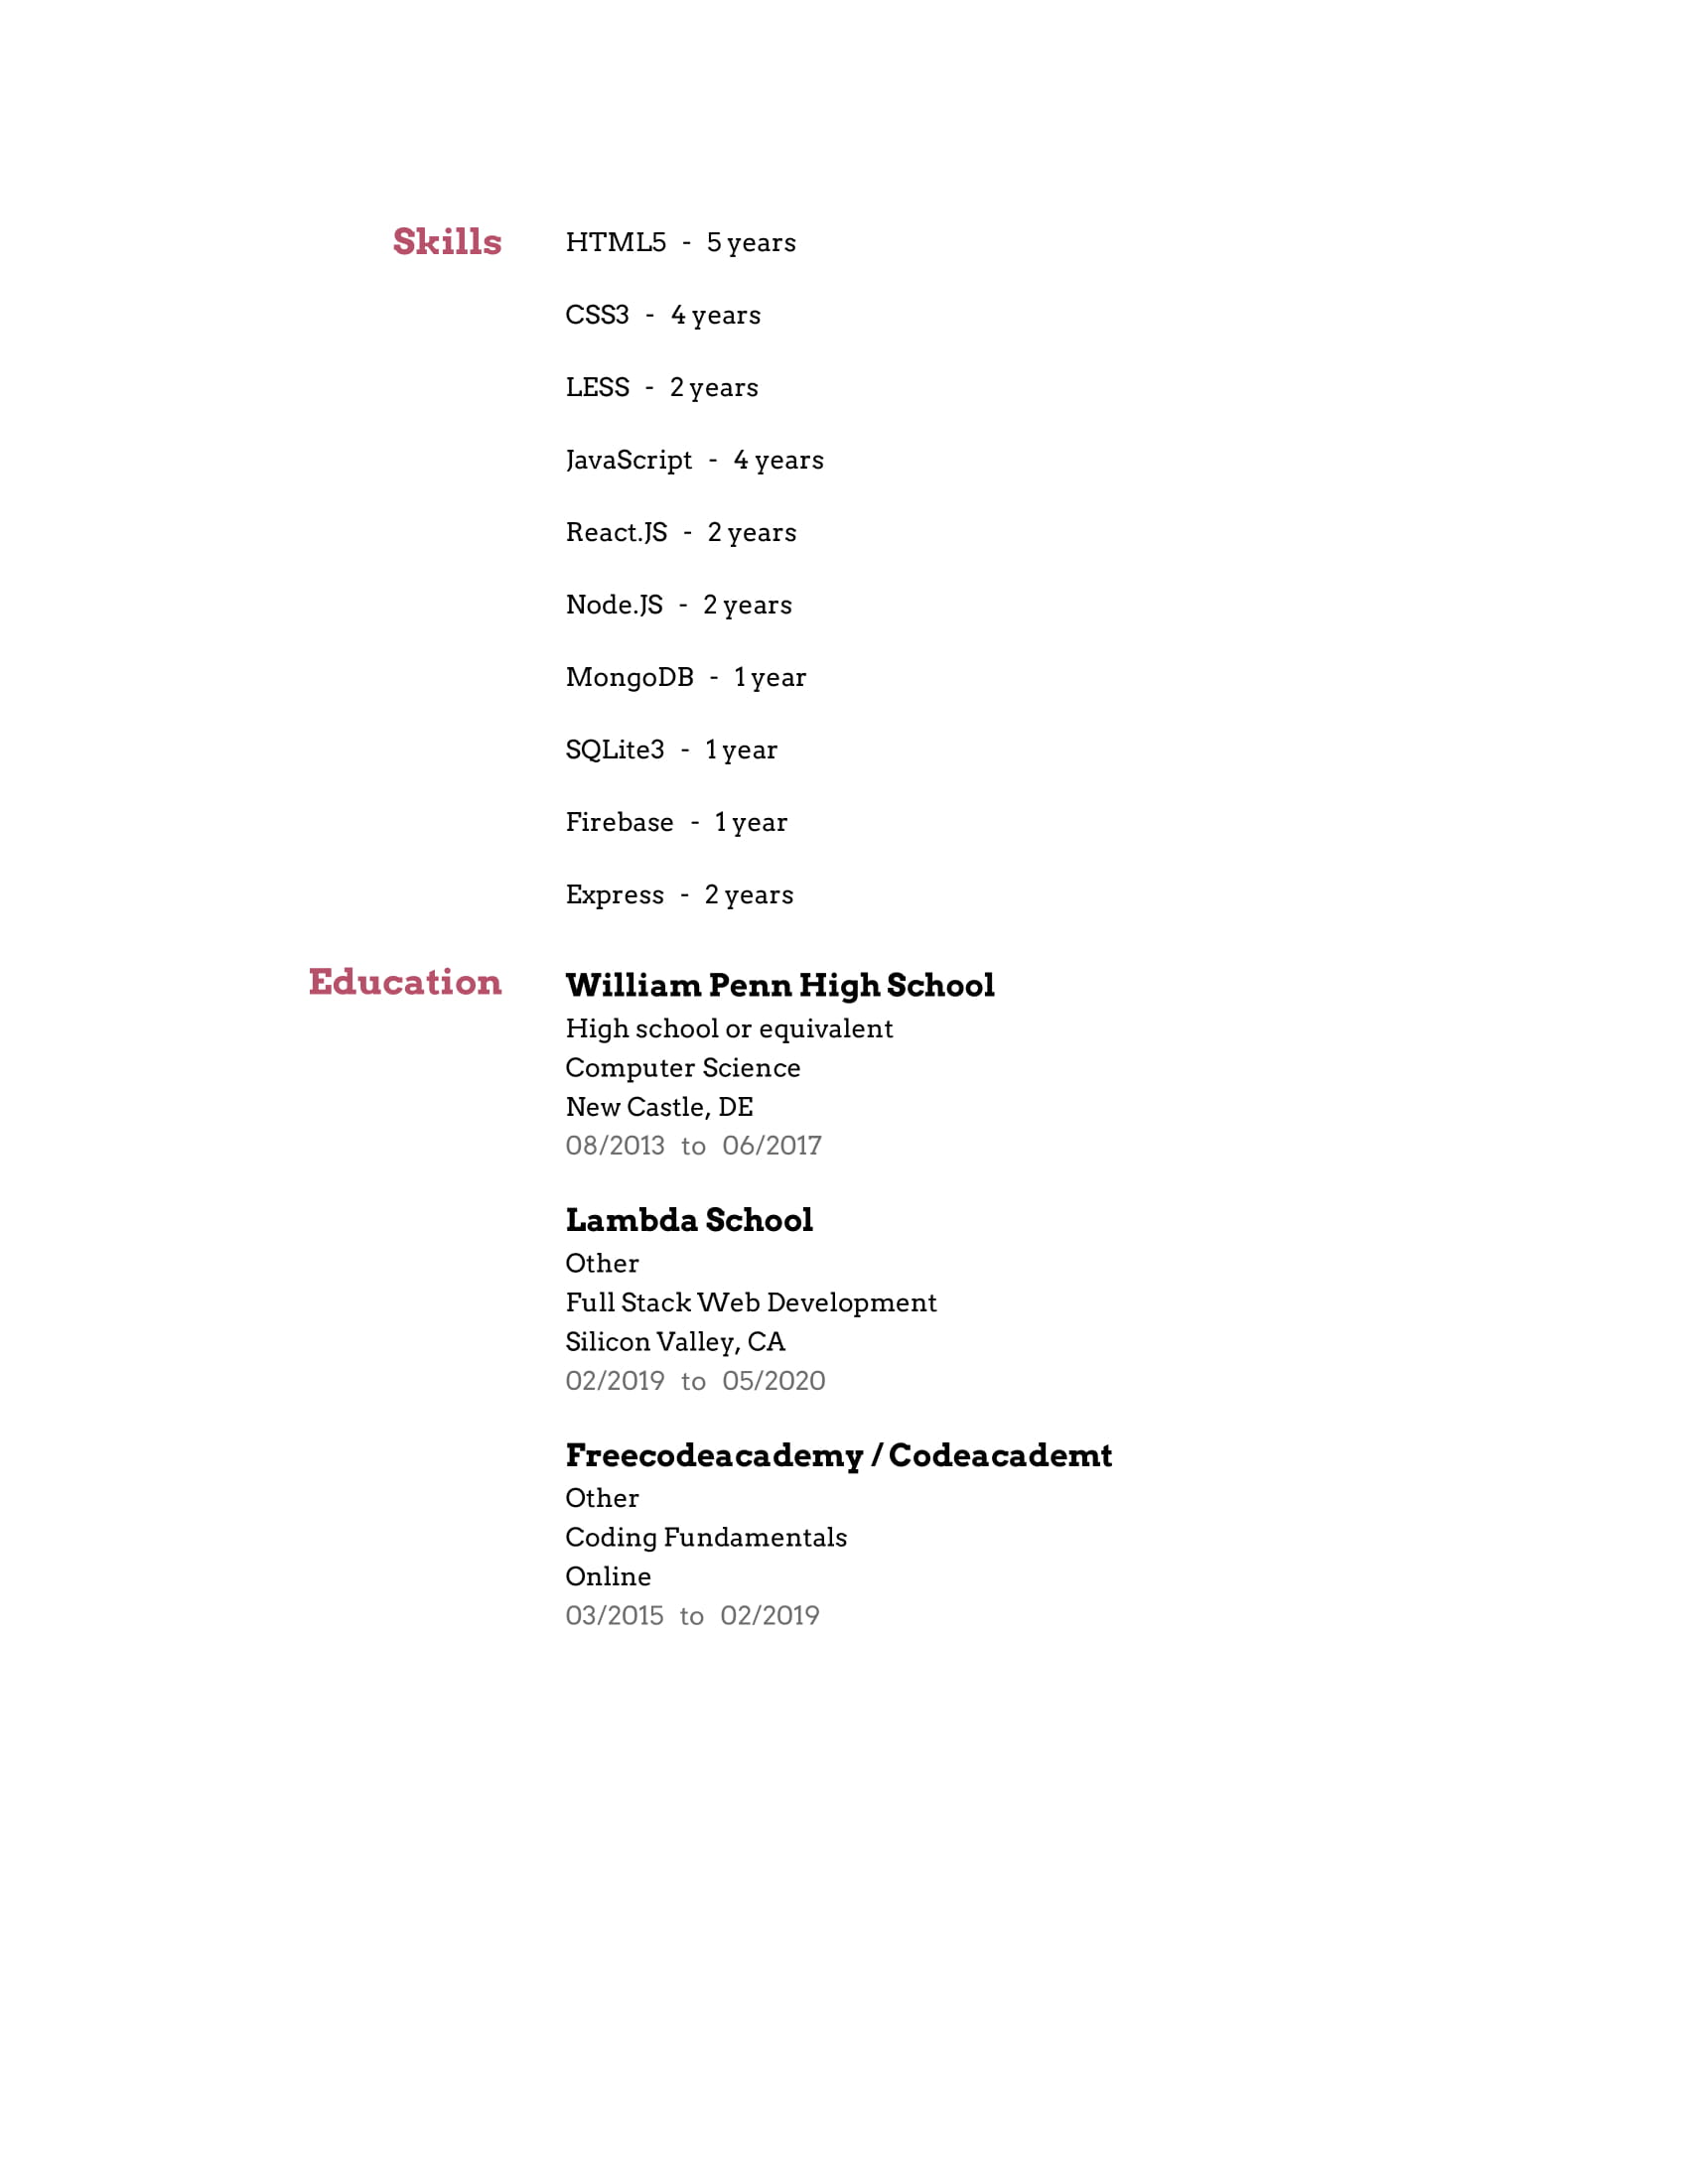 Skills
HTML5 - 5 years
CSS3 - 4 years
LESS - 2 years
JavaScript - 4 years
React.JS - 2 years
Node.JS - 2 years
MongoDB - 1 year
SQLite3 - 1 year
Firebase - 1 year
Express - 2 years
Education
William Penn High School
High school or equivalent
Computer Science
New Castle, DE
08/2013 to 06/2017
Lambda School
Other
Full Stack Web Development
Silicon Valley, CA
02/2019 to 05/2020
Freecodeacademy / Codeacademt
Other
Coding Fundamentals
Online
03/2015 to 02/2019